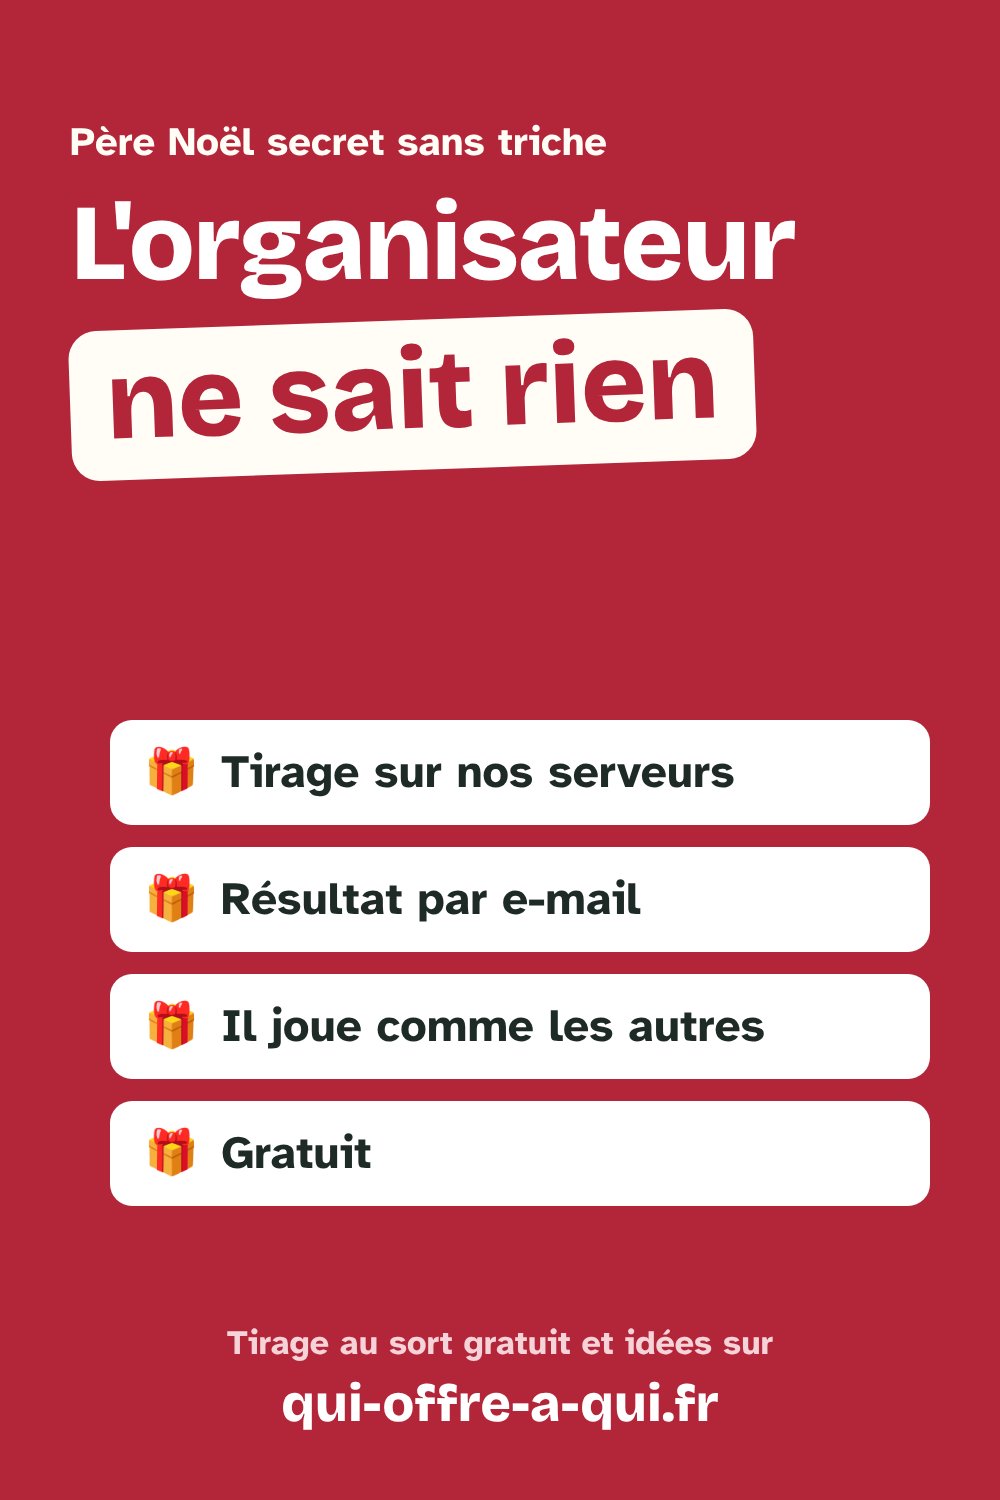 Père Noël secret sans triche
L'organisateur
ne sait rien
Tirage sur nos serveurs
Résultat par e-mail
Il joue comme les autres
Gratuit
Tirage au sort gratuit et idées sur
qui-offre-a-qui.fr